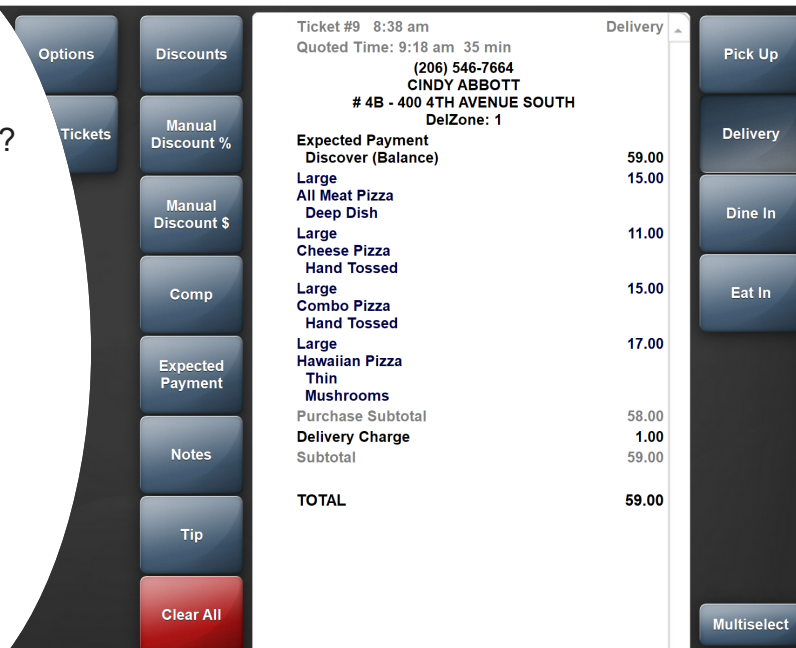 ?
Options
Tickets
Discounts
Manual
Discount %
Manual
Discount $
Comp
Expected
Payment
Notes
Tip
Clear All
Ticket #9 8:38 am Delivery
Quoted Time: 9:18 am 35 min
(206) 546-7664
CINDY ABBOTT
# 4B - 400 4TH AVENUE SOUTH
DelZone: 1
Expected Payment
Discover (Balance) 59.00
Large 15.00
All Meat Pizza
Deep Dish
Large 11.00
Cheese Pizza
Hand Tossed
Large 15.00
Combo Pizza
Hand Tossed
Large 17.00
Hawaiian Pizza
Thin
Mushrooms
Purchase Subtotal 58.00
Delivery Charge 1.00
Subtotal 59.00
TOTAL 59.00
Pick Up
Delivery
Dine In
Eat In
Multiselect